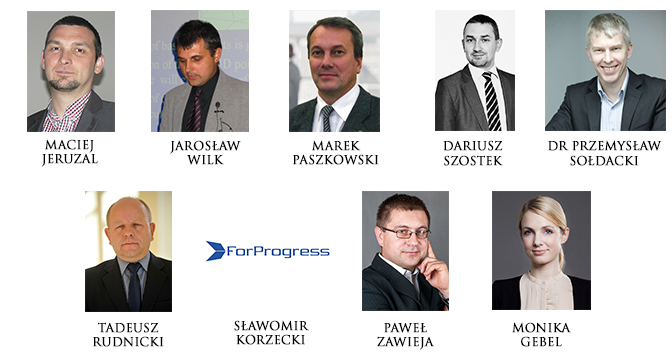 MACIEJ
JERUZAL
JAROSŁAW
WILK
MAREK
PASZKOWSKI
DARIUSZ
SZOSTEK
DR PRZEMYSŁAW
SOŁDACKI
TADEUSZ
RUDNICKI
ForProgress
SŁAWOMIR
KORZECKI
PAWEŁ
ZAWIEJA
MONIKA
GEBEL